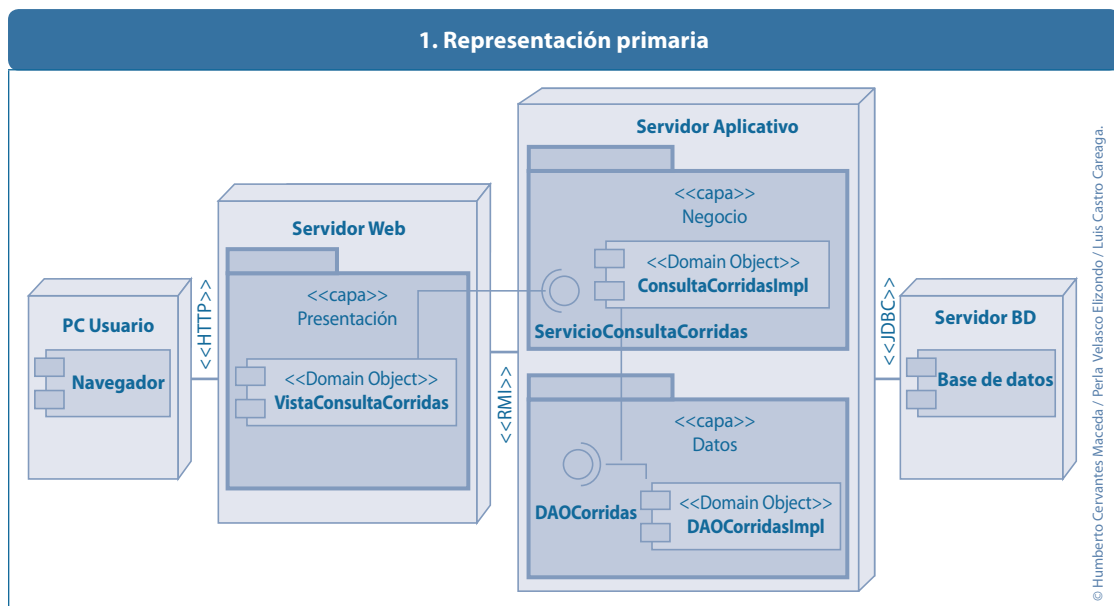 1. Representación primaria
PC Usuario
Navegador
<<HTTP>>
Servidor Web
<<capa>>
Presentación
<<Domain Object>>
VistaConsultaCorridas
<<RMI>>
Servidor Aplicativo
<<capa>>
Negocio
<<Domain Object>>
ConsultaCorridasImpl
ServicioConsultaCorridas
<<capa>>
Datos
DAOCorridas
<<Domain Object>>
DAOCorridasImpl
<<JDBC>>
Servidor BD
Base de datos
© Humberto Cervantes Maceda / Perla Velasco Elizondo / Luis Castro Careaga.